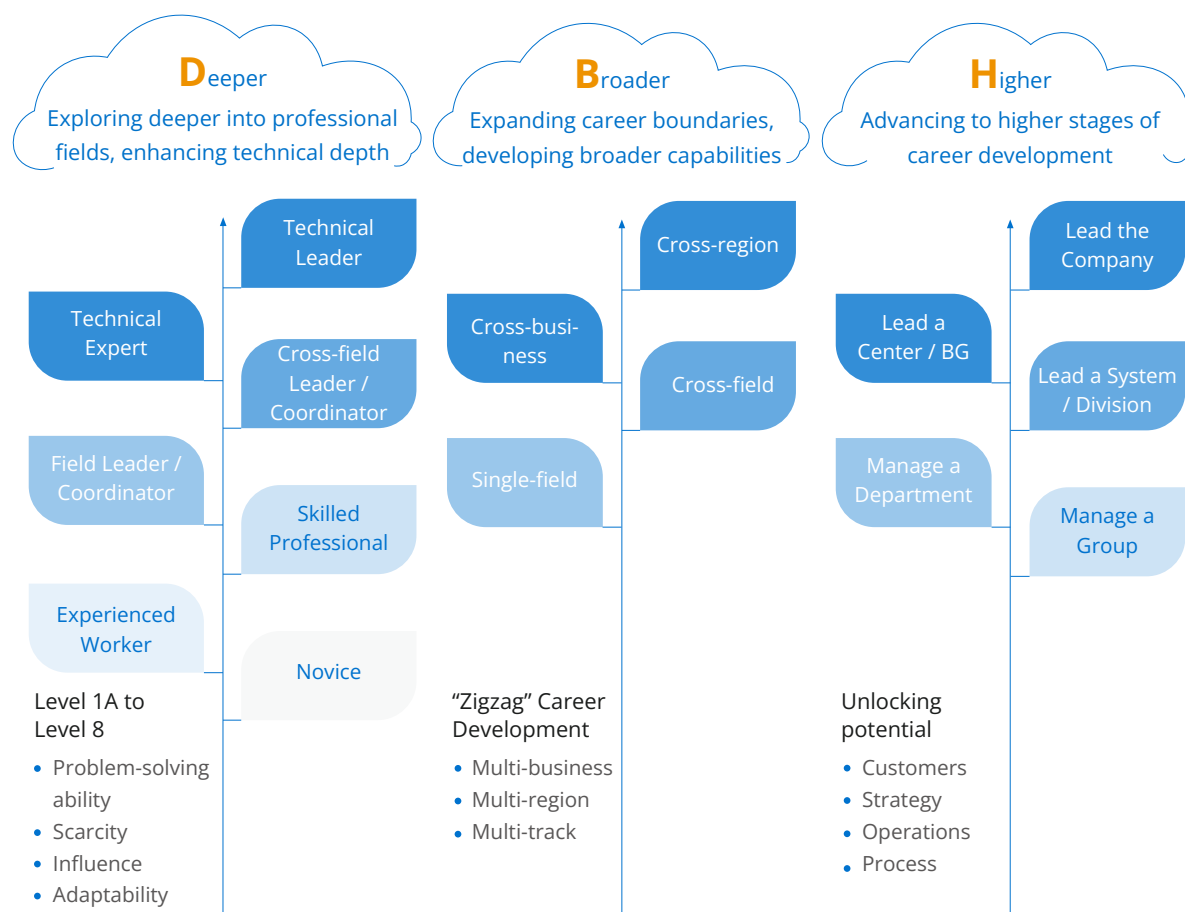 Deeper
Exploring deeper into professional
fields, enhancing technical depth
Technical
Leader
Technical
Expert
Cross-field
Leader /
Coordinator
Field Leader /
Coordinator
Skilled
Professional
Experienced
Worker
Novice
Level 1A to
Level 8
• Problem-solving
ability
• Scarcity
• Influence
• Adaptability
Broader
Expanding career boundaries,
developing broader capabilities
Cross-region
Cross-busi-
ness
Cross-field
Single-field
“Zigzag” Career
Development
• Multi-business
• Multi-region
• Multi-track
Higher
Advancing to higher stages of
career development
Lead the
Company
Lead a
Center / BG
Lead a System
/ Division
Manage a
Department
Manage a
Group
Unlocking
potential
• Customers
• Strategy
• Operations
• Process